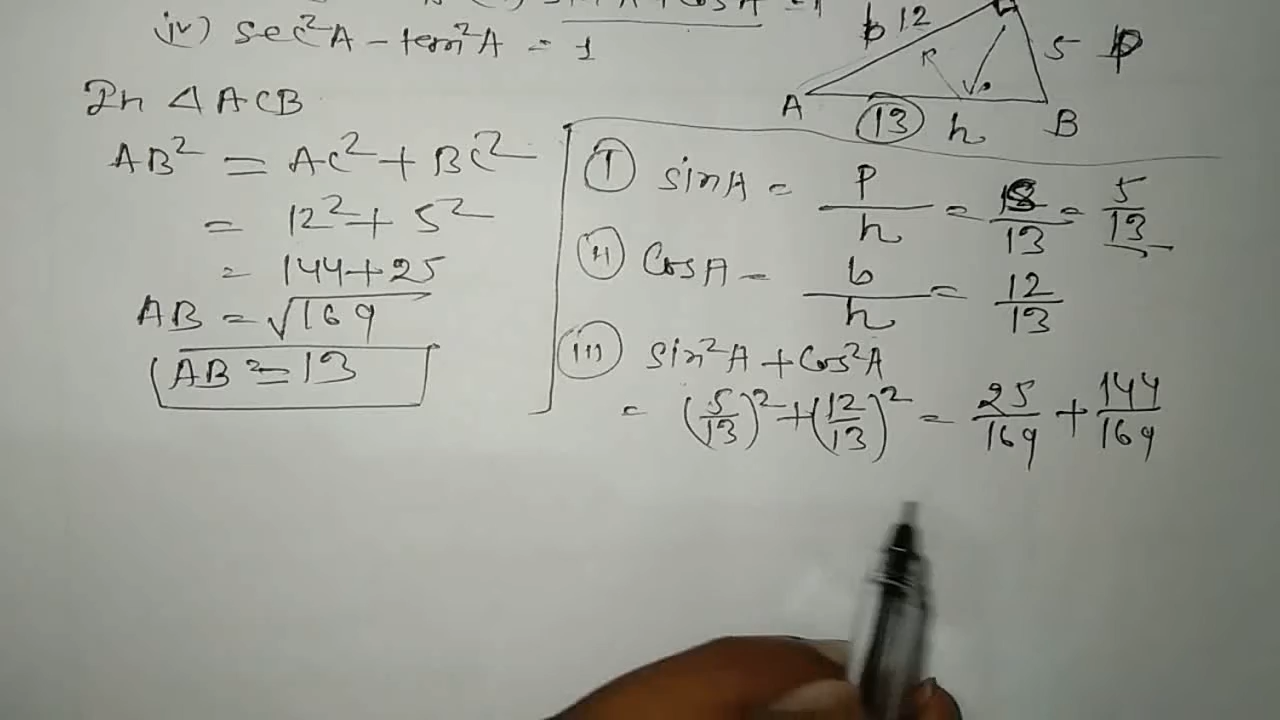 iv) sec²A - tan²A = 1
b 12
5 p
R
A
13 h
B
In △ ACB
AB² = AC² + BC²
= 12² + 5²
= 144+25
AB = √169
AB = 13
I sinA = p/h = 5/13 = 5/13
II CosA = b/h = 12/13
III sin²A + Cos²A
= (5/13)² + (12/13)² = 25/169 + 144/169